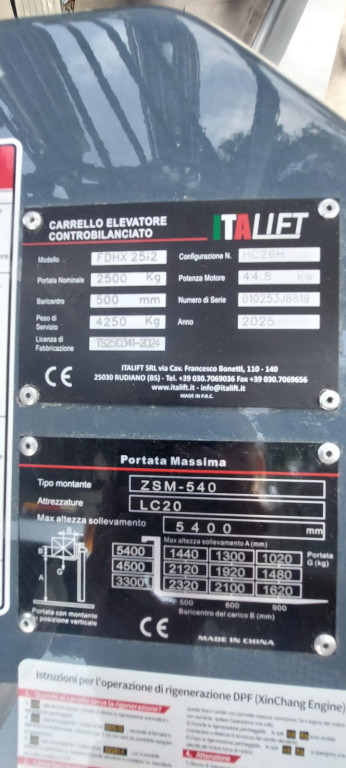 CARRELLO ELEVATORE
CONTROBILANCIATO
ITALIFT
Modello FDHX 25i2
Configurazione N. HC26H
Portata Nominale 2500 Kg
Potenza Motore 44.8 kw
Baricentro 500 mm
Numero di Serie 010253J8819
Peso di Servizio 4250 Kg
Anno 2025
Licenza di Fabbricazione TS2510341-2024
CE
ITALIFT srl via Cav. Francesco Bonetti, 110 - 140
25030 RUDIANO (BS) - Tel. +39 030.7069036 Fax +39 030.7069656
www.italift.it - info@italift.it
MADE IN P.R.C.
Portata Massima
Tipo montante ZSM-540
Attrezzature LC20
Max altezza sollevamento 5400 mm
Max altezza sollevamento A (mm)
5400 1440 1300 1020
4500 2120 1920 1480
3300 2320 2100 1620
Portata
G (kg)
B
G
A
500 600 900
Baricentro del carico B (mm)
Portata con montante
in posizione verticale
CE
MADE IN CHINA
Istruzioni per l'operazione di rigenerazione DPF (XinChang Engine)